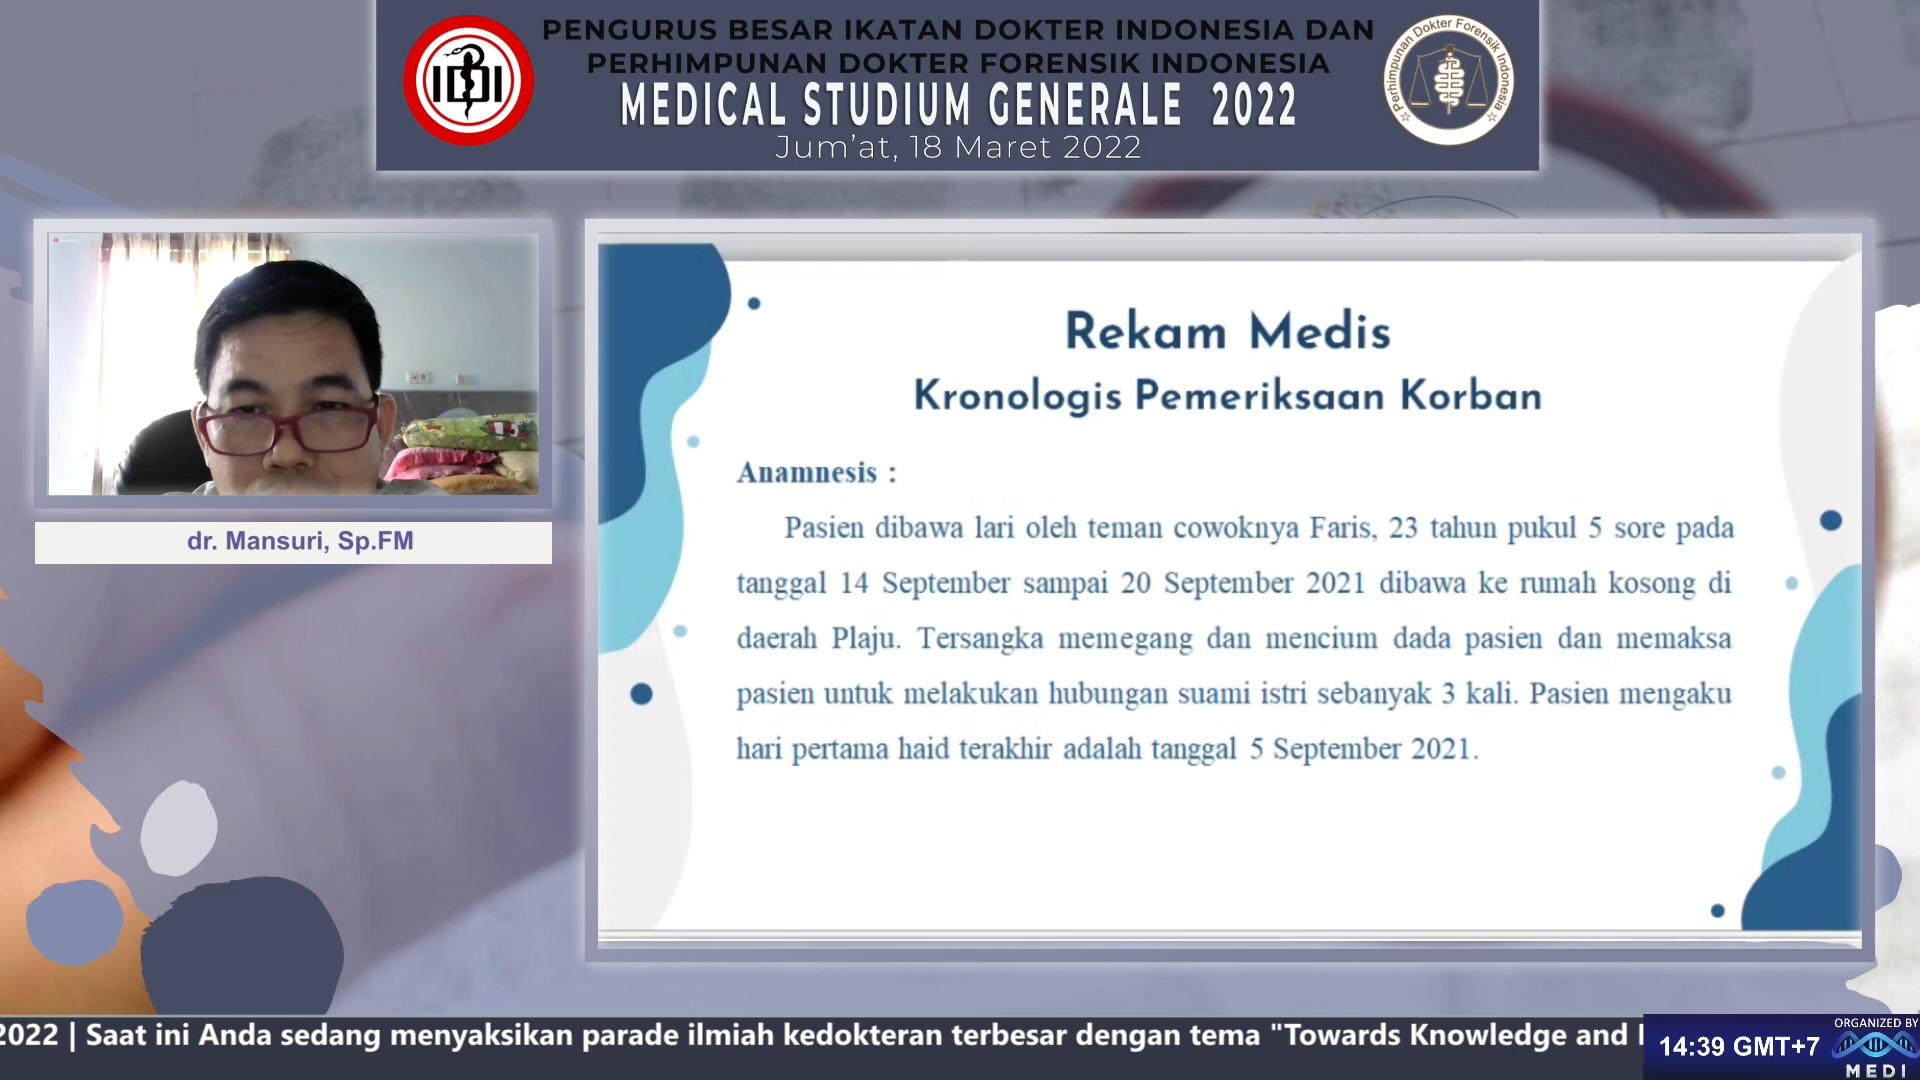 PENGURUS BESAR IKATAN DOKTER INDONESIA DAN
PERHIMPUNAN DOKTER FORENSIK INDONESIA
MEDICAL STUDIUM GENERALE 2022
Jum'at, 18 Maret 2022
IDI
Perhimpunan Dokter Forensik Indonesia
dr. Mansuri, Sp.FM
Rekam Medis
Kronologis Pemeriksaan Korban
Anamnesis :
Pasien dibawa lari oleh teman cowoknya Faris, 23 tahun pukul 5 sore pada
tanggal 14 September sampai 20 September 2021 dibawa ke rumah kosong di
daerah Plaju. Tersangka memegang dan mencium dada pasien dan memaksa
pasien untuk melakukan hubungan suami istri sebanyak 3 kali. Pasien mengaku
hari pertama haid terakhir adalah tanggal 5 September 2021.
2022 | Saat ini Anda sedang menyaksikan parade ilmiah kedokteran terbesar dengan tema "Towards Knowledge and
14:39 GMT+7
ORGANIZED BY
MEDI